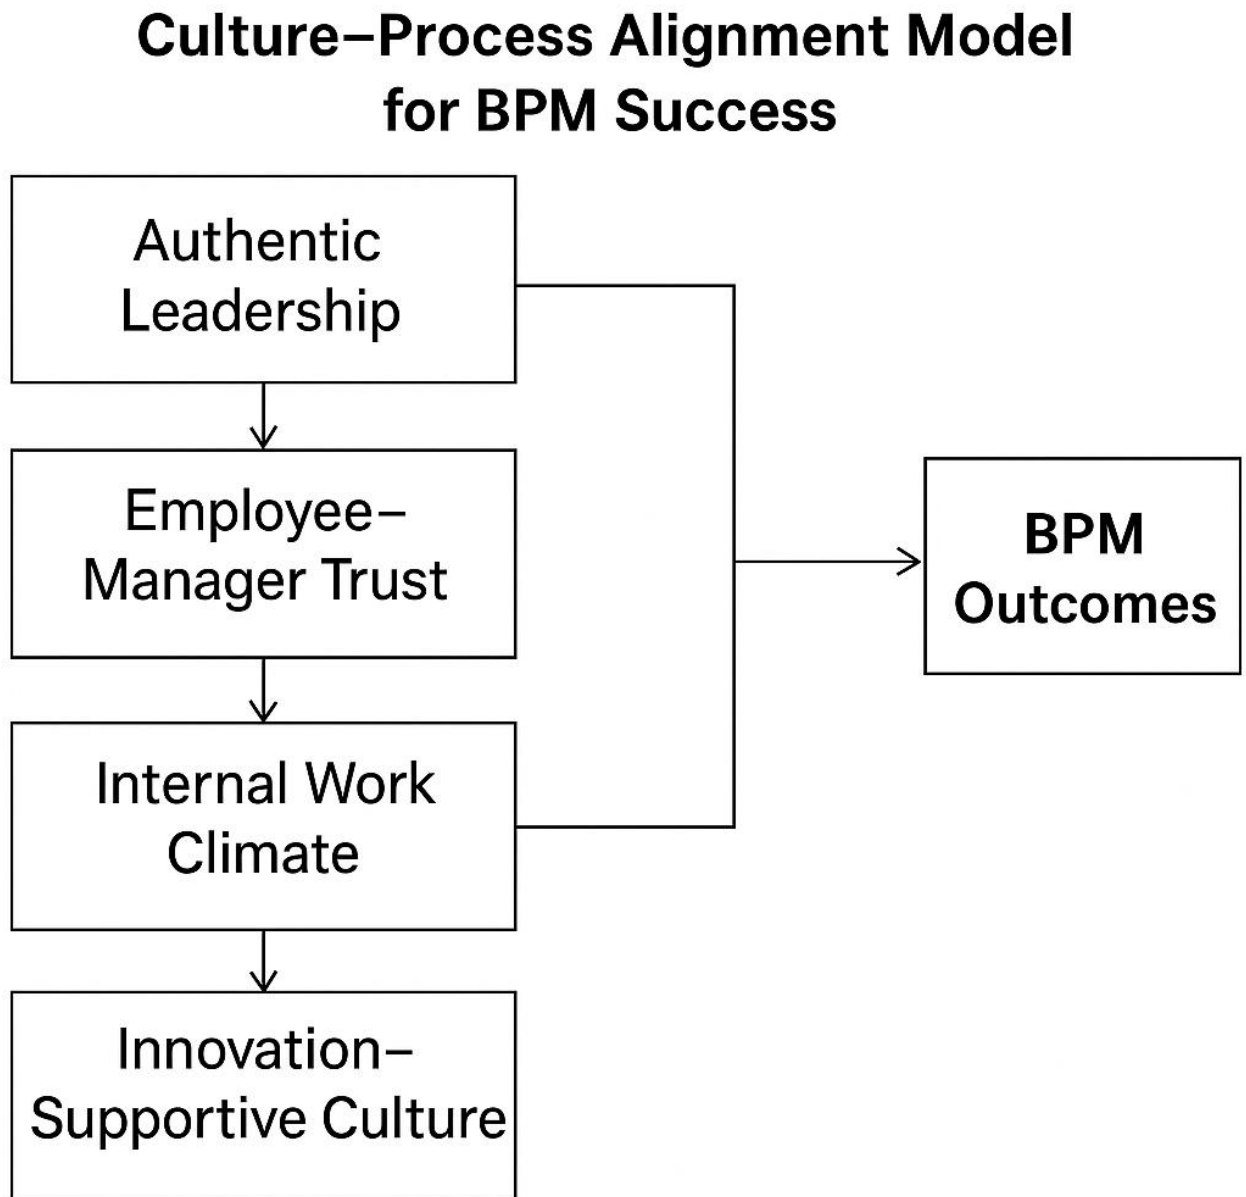 Culture–Process Alignment Model
for BPM Success
Authentic
Leadership
Employee–
Manager Trust
Internal Work
Climate
Innovation–
Supportive Culture
BPM
Outcomes